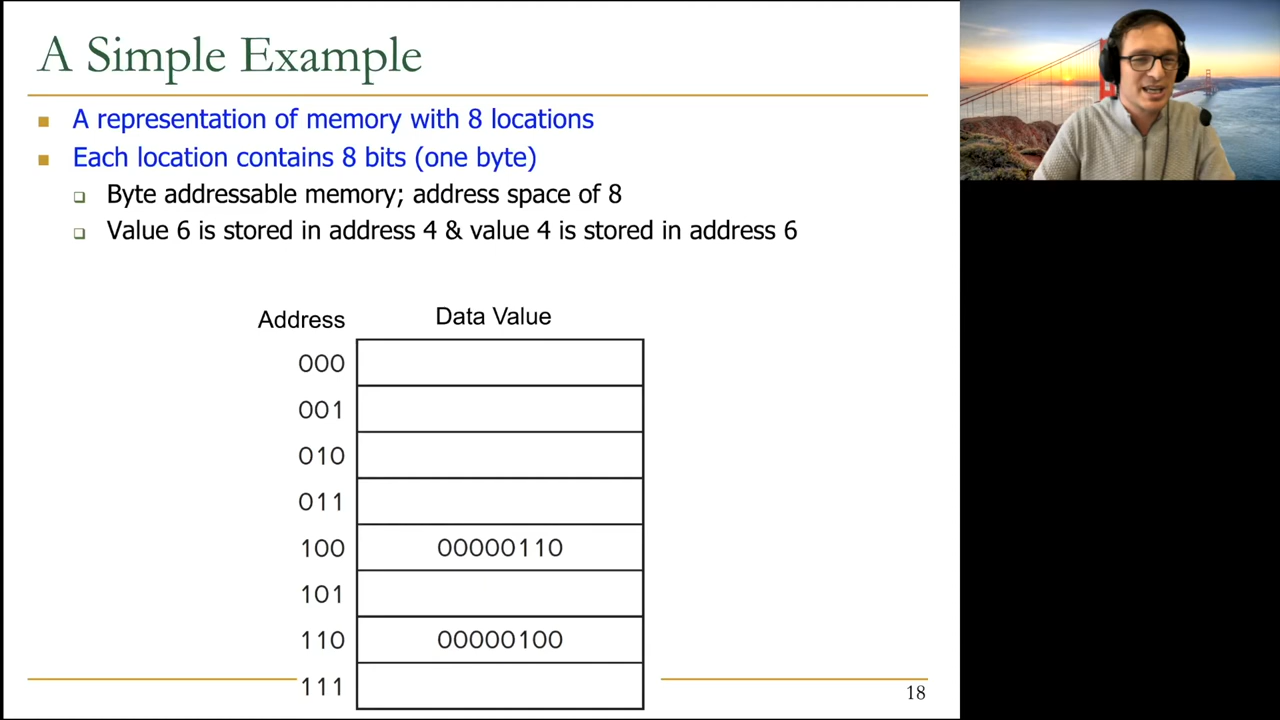 A Simple Example
A representation of memory with 8 locations
Each location contains 8 bits (one byte)
Byte addressable memory; address space of 8
Value 6 is stored in address 4 & value 4 is stored in address 6
Address Data Value
000
001
010
011
100 00000110
101
110 00000100
111
18